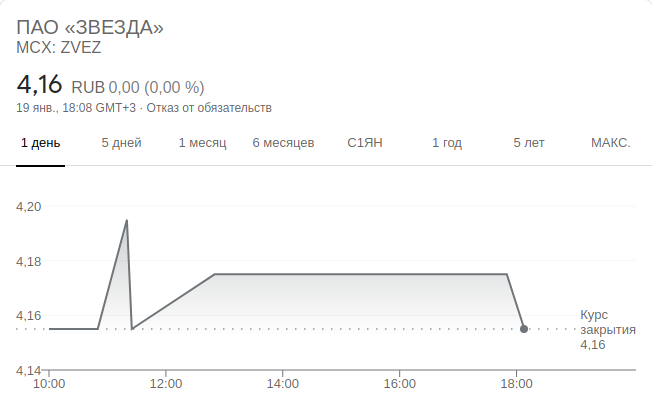 ПАО «ЗВЕЗДА»
MCX: ZVEZ
4,16 RUB 0,00 (0,00 %)
19 янв., 18:08 GMT+3 · Отказ от обязательств
1 день 5 дней 1 месяц 6 месяцев С1ЯН 1 год 5 лет МАКС.
4,20
4,18
4,16
4,14
Курс
закрытия
4,16
10:00 12:00 14:00 16:00 18:00